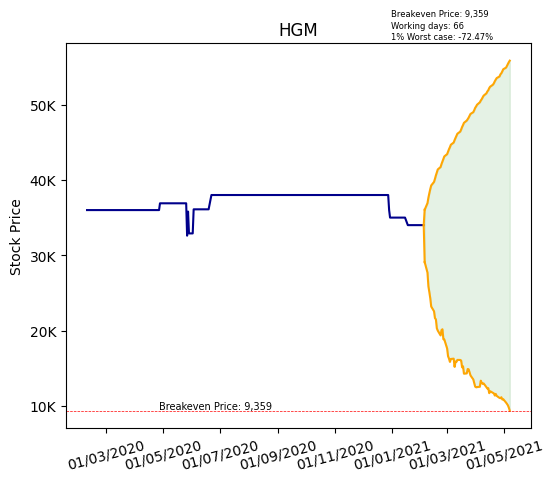 Breakeven Price: 9,359
Working days: 66
1% Worst case: -72.47%
HGM
Stock Price
50K
40K
30K
20K
10K
Breakeven Price: 9,359
01/03/2020 01/05/2020 01/07/2020 01/09/2020 01/11/2020 01/01/2021 01/03/2021 01/05/2021